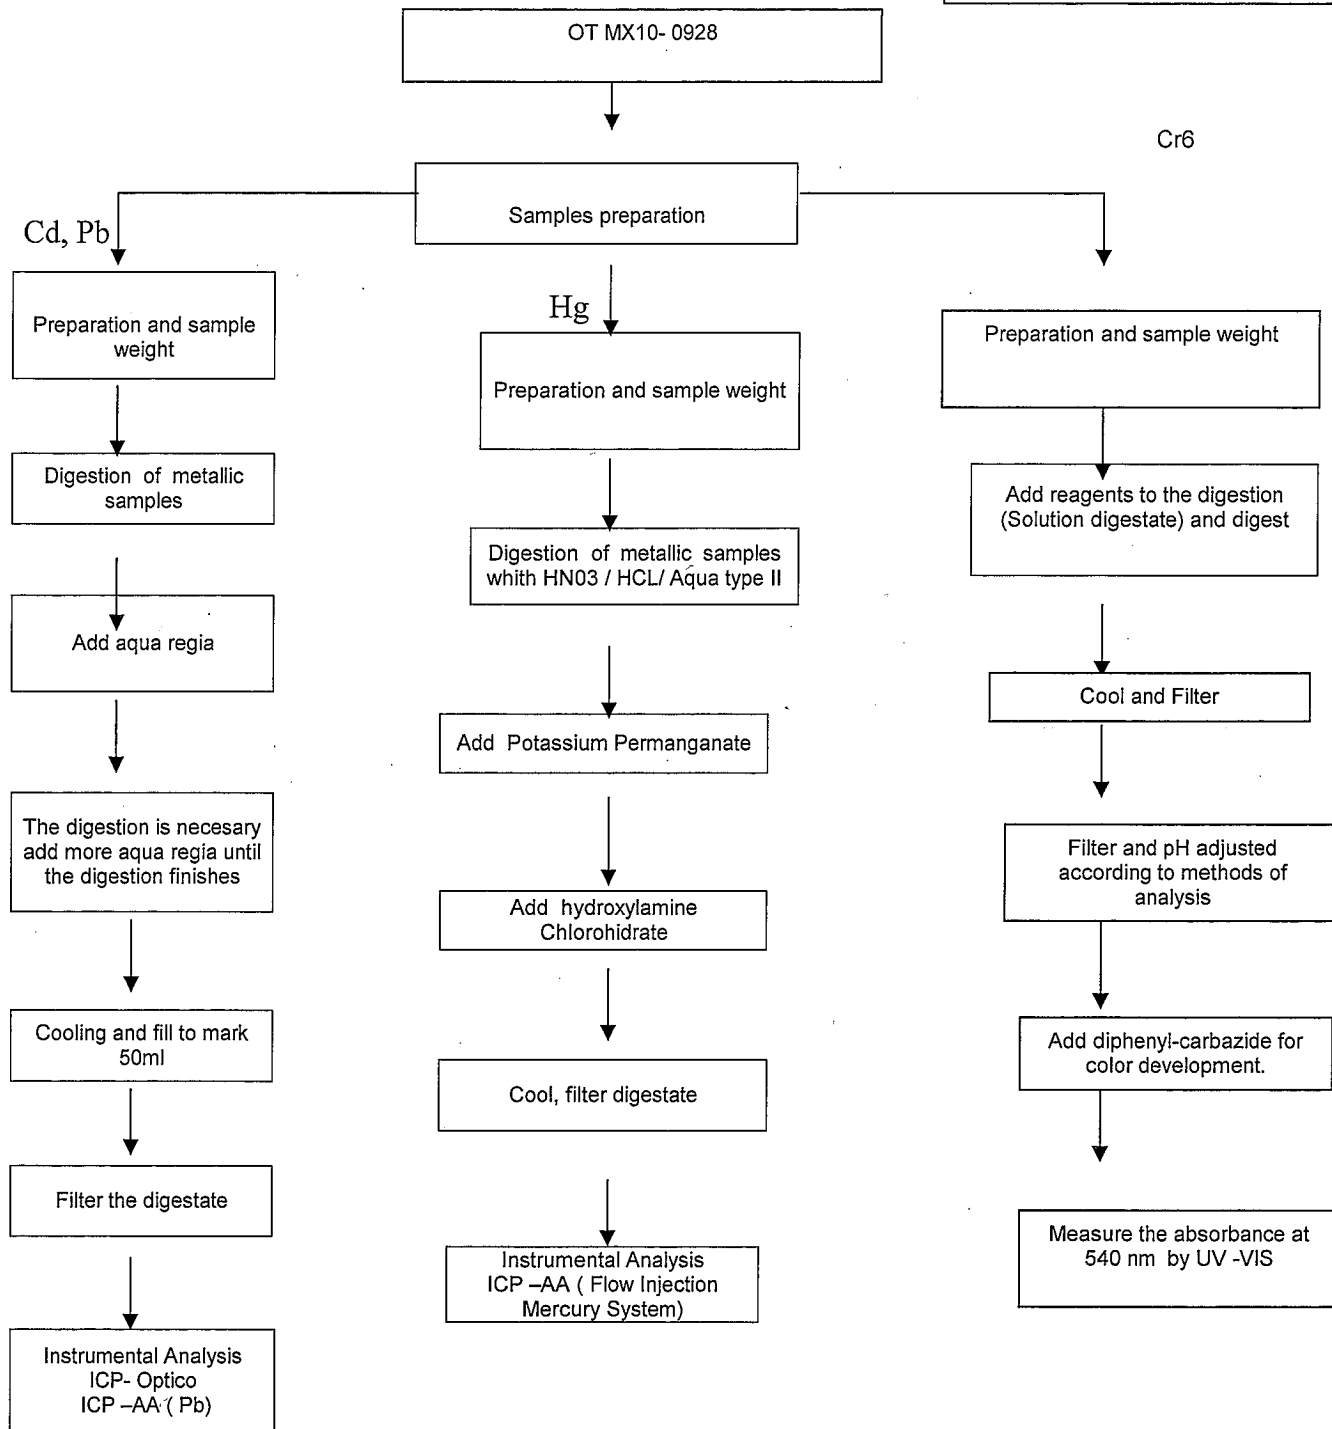 OT MX10- 0928
Cr6
Samples preparation
Cd, Pb
Preparation and sample
weight
Digestion of metallic
samples
Add aqua regia
The digestion is necesary
add more aqua regia until
the digestion finishes
Cooling and fill to mark
50ml
Filter the digestate
Instrumental Analysis
ICP- Optico
ICP –AA ( Pb)
Hg
Preparation and sample weight
Digestion of metallic samples
whith HN03 / HCL/ Aqua type II
Add Potassium Permanganate
Add hydroxylamine
Chlorohidrate
Cool, filter digestate
Instrumental Analysis
ICP –AA ( Flow Injection
Mercury System)
Preparation and sample weight
Add reagents to the digestion
(Solution digestate) and digest
Cool and Filter
Filter and pH adjusted
according to methods of
analysis
Add diphenyl-carbazide for
color development.
Measure the absorbance at
540 nm by UV -VIS